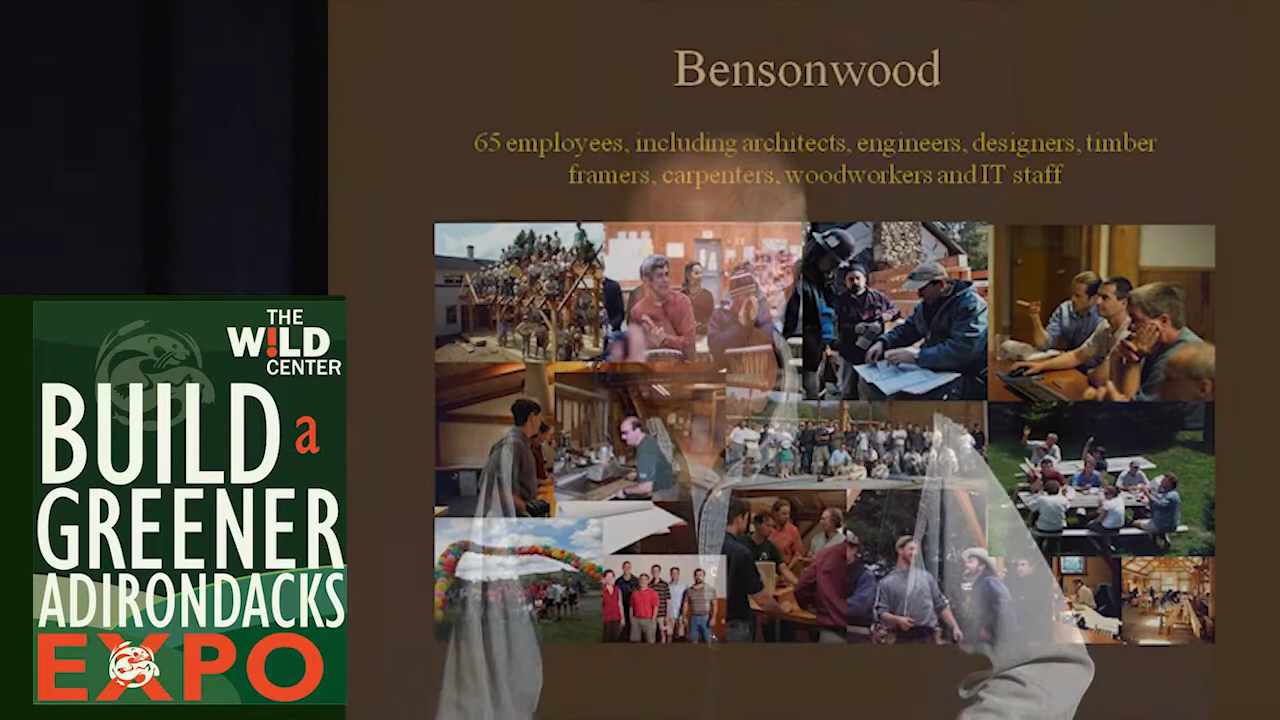 Bensonwood
65 employees, including architects, engineers, designers, timber
framers, carpenters, woodworkers and IT staff
THE
W!LD
CENTER
BUILD a
GREENER
ADIRONDACKS
EXPO